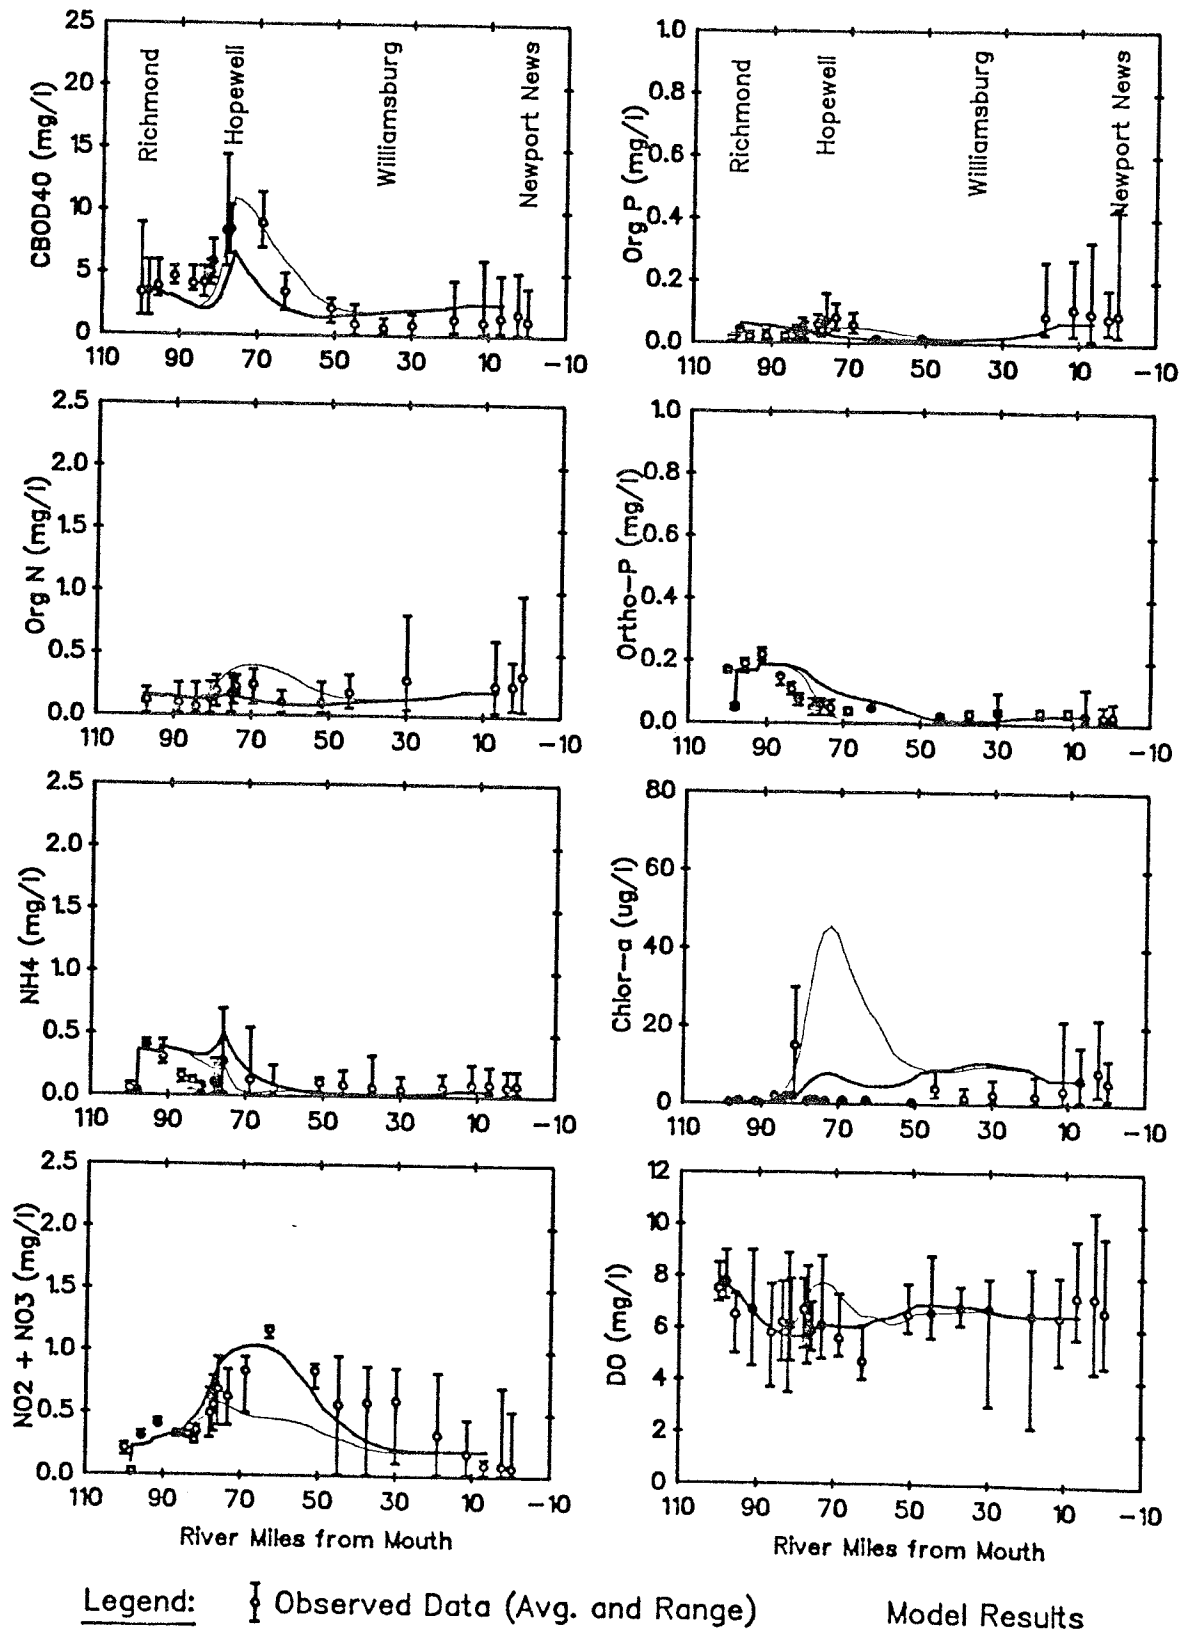 CBOD40 (mg/l)
25
20
15
10
5
0
110 90 70 50 30 10 −10
Richmond
Hopewell
Williamsburg
Newport News
Org P (mg/l)
1.0
0.8
0.6
0.4
0.2
0.0
110 90 70 50 30 10 −10
Richmond
Hopewell
Williamsburg
Newport News
Org N (mg/l)
2.5
2.0
1.5
1.0
0.5
0.0
110 90 70 50 30 10 −10
Ortho−P (mg/l)
1.0
0.8
0.6
0.4
0.2
0.0
110 90 70 50 30 10 −10
NH4 (mg/l)
2.5
2.0
1.5
1.0
0.5
0.0
110 90 70 50 30 10 −10
Chlor−a (ug/l)
80
60
40
20
0
110 90 70 50 30 10 −10
NO2 + NO3 (mg/l)
2.5
2.0
1.5
1.0
0.5
0.0
110 90 70 50 30 10 −10
River Miles from Mouth
DO (mg/l)
12
10
8
6
4
2
0
110 90 70 50 30 10 −10
River Miles from Mouth
Legend: Observed Data (Avg. and Range) Model Results